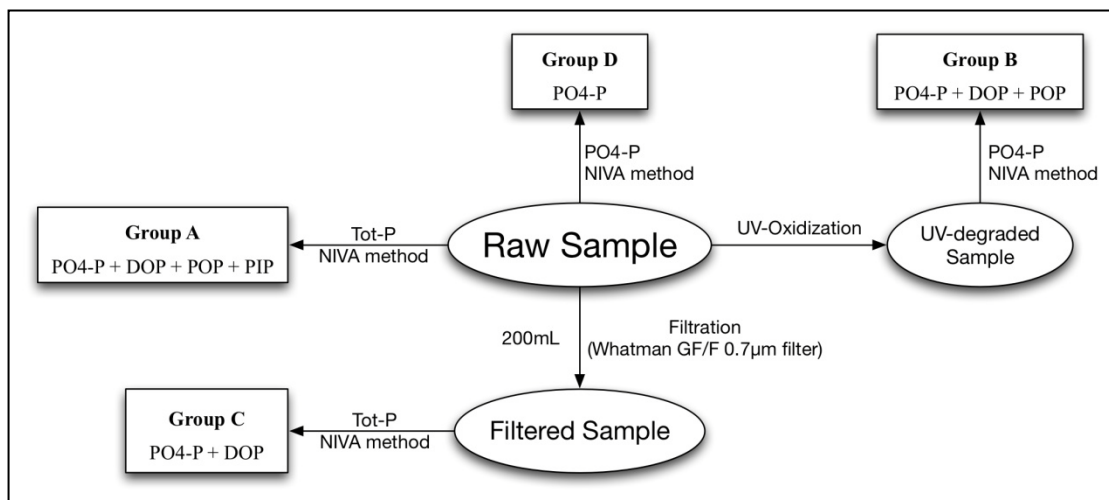 Group D
PO4-P
Group B
PO4-P + DOP + POP
PO4-P
NIVA method
PO4-P
NIVA method
Group A
PO4-P + DOP + POP + PIP
Tot-P
NIVA method
Raw Sample
UV-Oxidization
UV-degraded
Sample
200mL
Filtration
(Whatman GF/F 0.7µm filter)
Group C
PO4-P + DOP
Tot-P
NIVA method
Filtered Sample